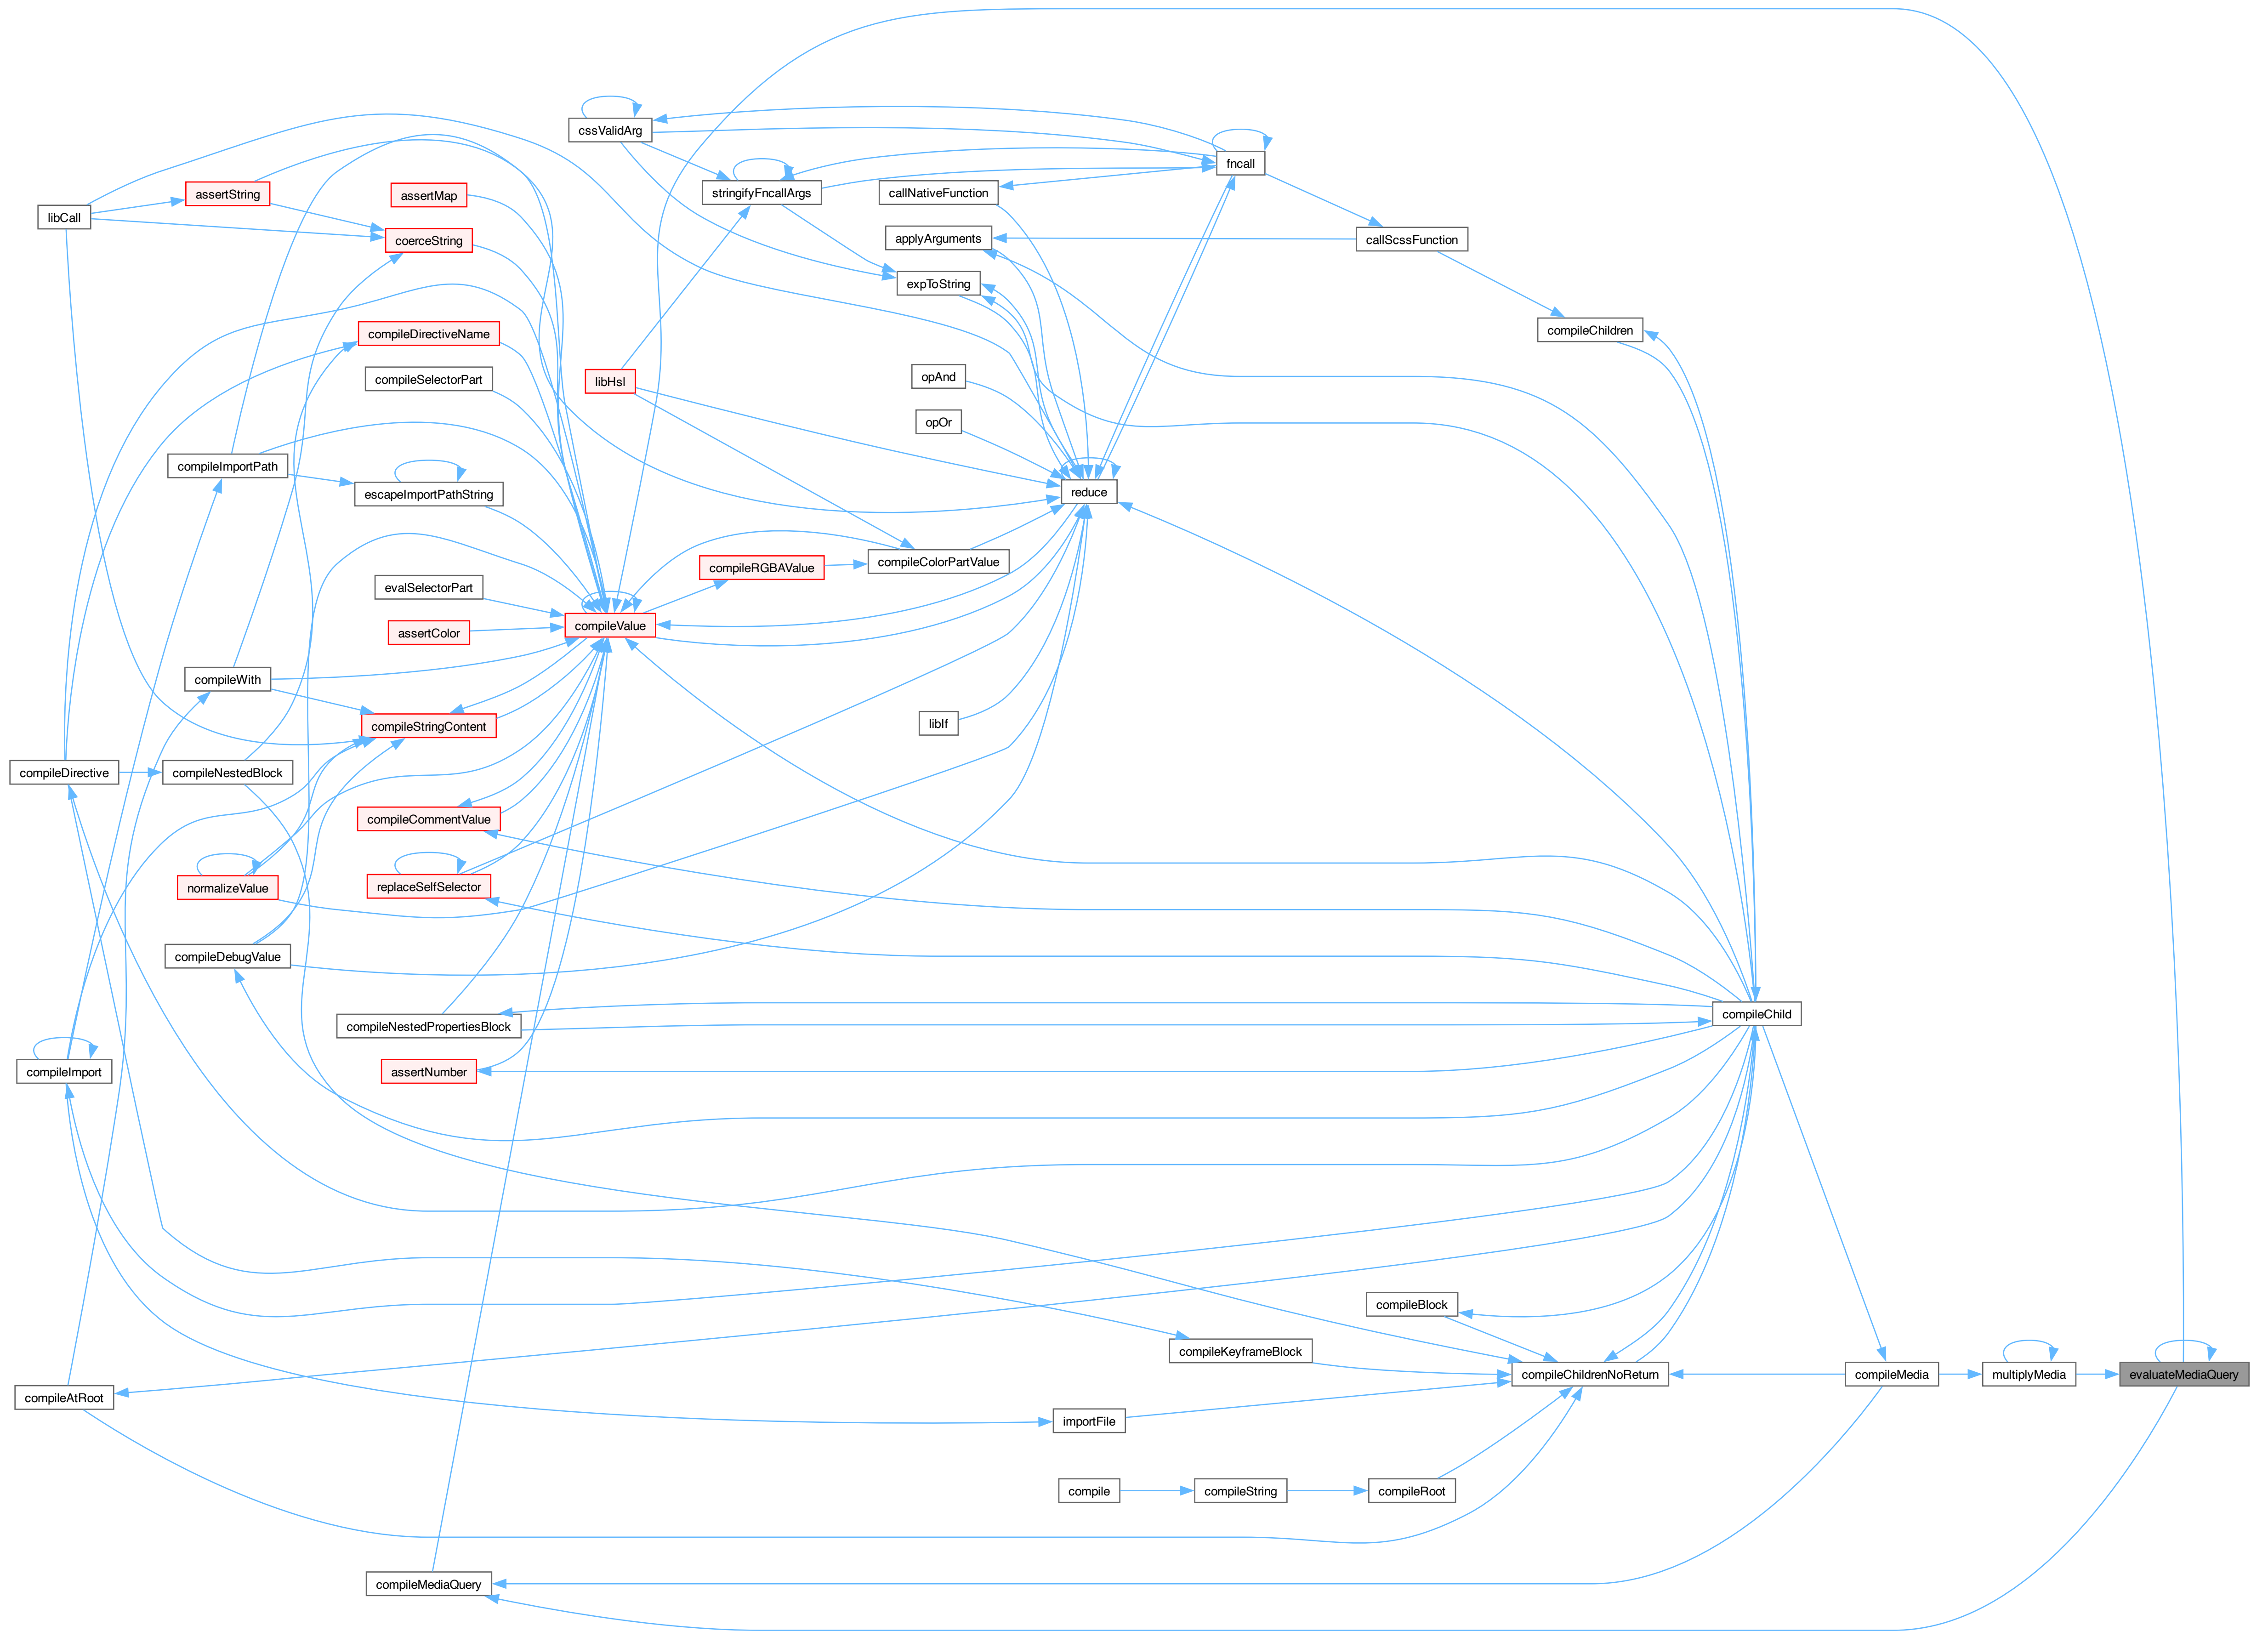 cssValidArg
fncall
stringifyFncallArgs
callNativeFunction
assertString
assertMap
libCall
coerceString
applyArguments
callScssFunction
expToString
compileDirectiveName
compileChildren
compileSelectorPart
libHsl
opAnd
opOr
compileImportPath
escapeImportPathString
reduce
compileColorPartValue
compileRGBAValue
evalSelectorPart
compileValue
assertColor
compileWith
compileStringContent
libIf
compileDirective
compileNestedBlock
compileCommentValue
normalizeValue
replaceSelfSelector
compileDebugValue
compileNestedPropertiesBlock
compileChild
compileImport
assertNumber
compileBlock
compileKeyframeBlock
compileAtRoot
compileChildrenNoReturn
compileMedia
multiplyMedia
evaluateMediaQuery
importFile
compile
compileString
compileRoot
compileMediaQuery